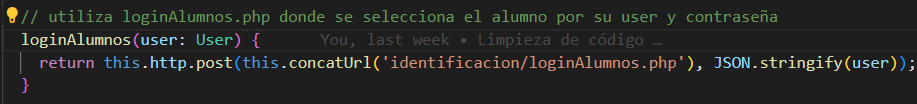 // utiliza loginAlumnos.php donde se selecciona el alumno por su user y contraseña
loginAlumnos(user: User) { You, last week • Limpieza de código …
return this.http.post(this.concatUrl('identificacion/loginAlumnos.php'), JSON.stringify(user));
}